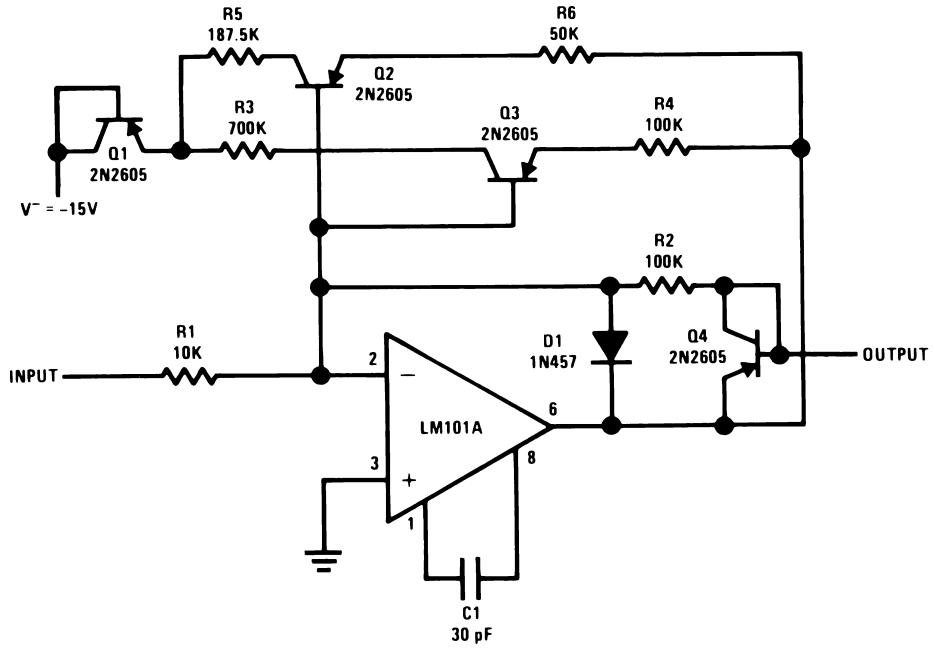 R5
187.5K
R6
50K
Q2
2N2605
R3
700K
Q3
2N2605
R4
100K
Q1
2N2605
V⁻ = −15V
R2
100K
R1
10K
D1
1N457
Q4
2N2605
INPUT
OUTPUT
2
−
LM101A
6
3
+
8
1
C1
30 pF